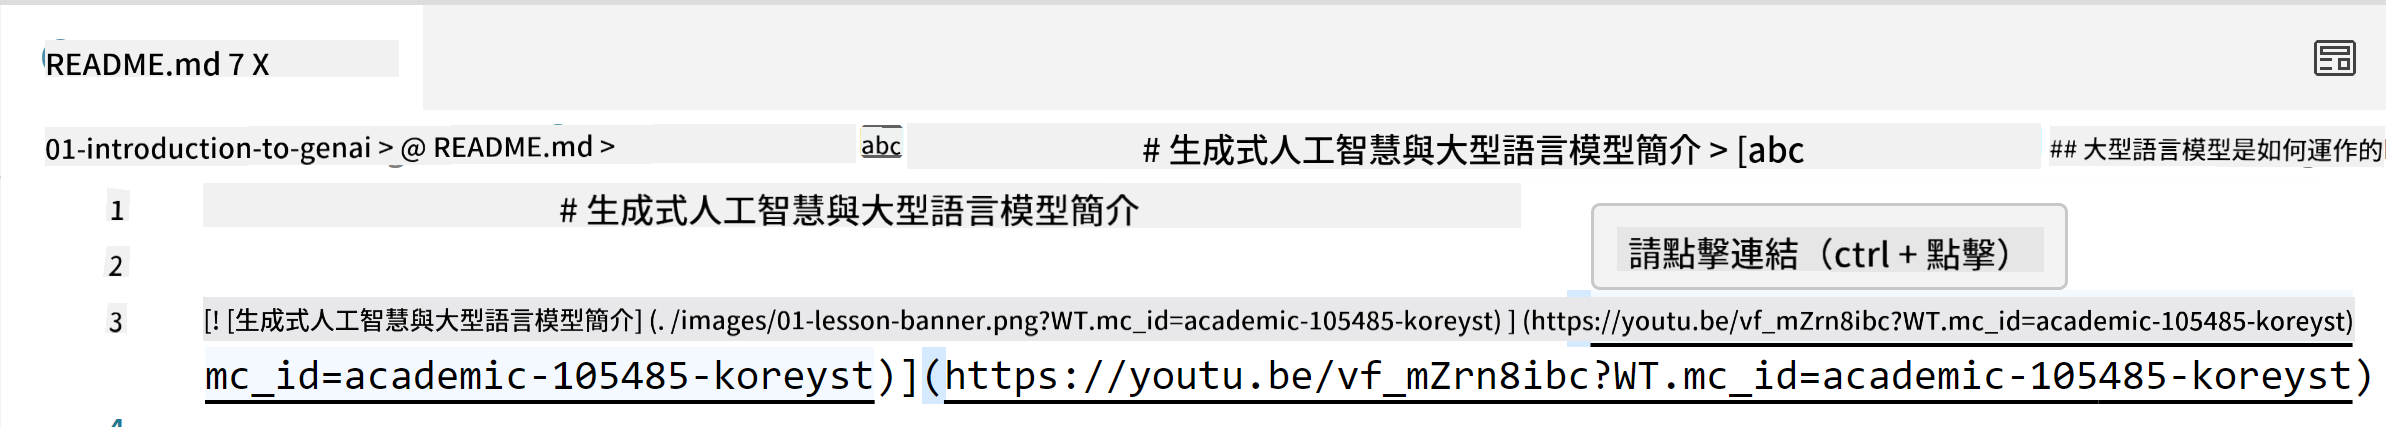 README.md 7 X
01-introduction-to-genai > @ README.md > abc # 生成式人工智慧與大型語言模型簡介 > [abc ## 大型語言模型是如何運作的
1 # 生成式人工智慧與大型語言模型簡介
請點擊連結（ctrl + 點擊）
2
3 [! [生成式人工智慧與大型語言模型簡介] (. /images/01-lesson-banner.png?WT.mc_id=academic-105485-koreyst) ] (https://youtu.be/vf_mZrn8ibc?WT.mc_id=academic-105485-koreyst)
mc_id=academic-105485-koreyst)](https://youtu.be/vf_mZrn8ibc?WT.mc_id=academic-105485-koreyst)